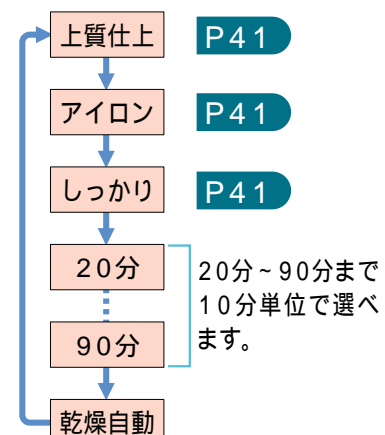 上質仕上 P41
アイロン P41
しっかり P41
20分
20分~90分まで
10分単位で選べ
ます。
90分
乾燥自動